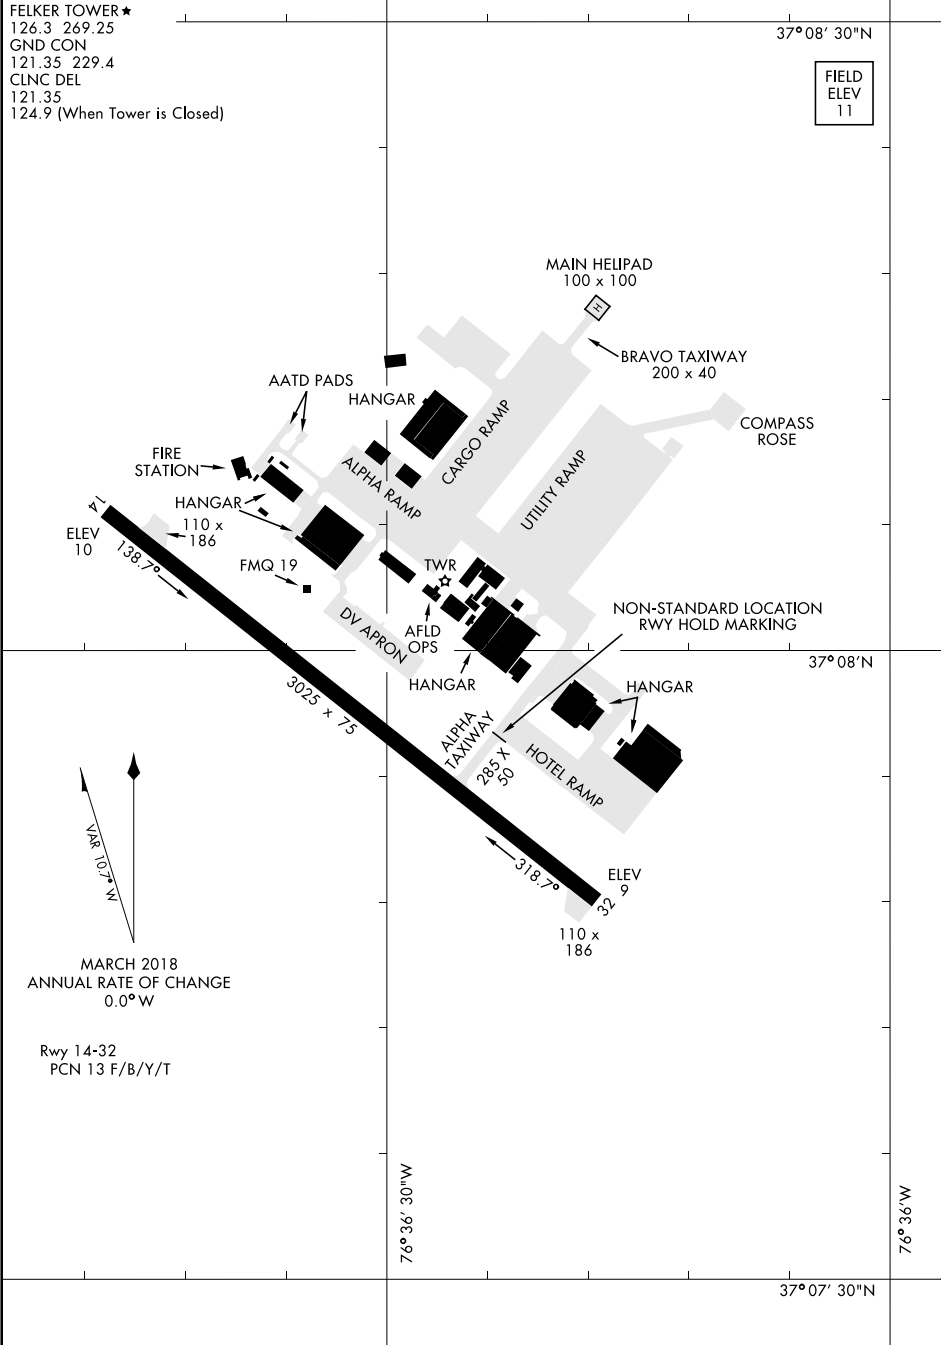 FELKER TOWER★
126.3 269.25
GND CON
121.35 229.4
CLNC DEL
121.35
124.9 (When Tower is Closed)
37°08' 30"N
FIELD
ELEV
11
MAIN HELIPAD
100 x 100
H
BRAVO TAXIWAY
200 x 40
AATD PADS
HANGAR
CARGO RAMP
COMPASS
ROSE
FIRE
STATION
ALPHA RAMP
UTILITY RAMP
HANGAR
14
ELEV
10
110 x
186
138.7°
FMQ 19
TWR
DV APRON
AFLD
OPS
NON-STANDARD LOCATION
RWY HOLD MARKING
37°08'N
HANGAR
HANGAR
3025 x 75
ALPHA
TAXIWAY
285 X
50
HOTEL RAMP
VAR 10.7° W
318.7°
ELEV
9
32
110 x
186
MARCH 2018
ANNUAL RATE OF CHANGE
0.0° W
Rwy 14-32
PCN 13 F/B/Y/T
76°36' 30"W
76°36'W
37°07' 30"N